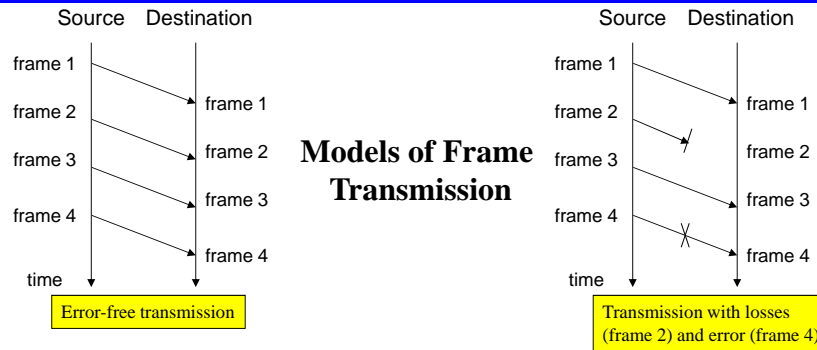 Source Destination
frame 1
frame 1
frame 2
frame 2
frame 3
frame 3
frame 4
frame 4
time
Error-free transmission
Models of Frame
Transmission
Source Destination
frame 1
frame 1
frame 2
frame 2
frame 3
frame 3
frame 4
frame 4
time
Transmission with losses
(frame 2) and error (frame 4)